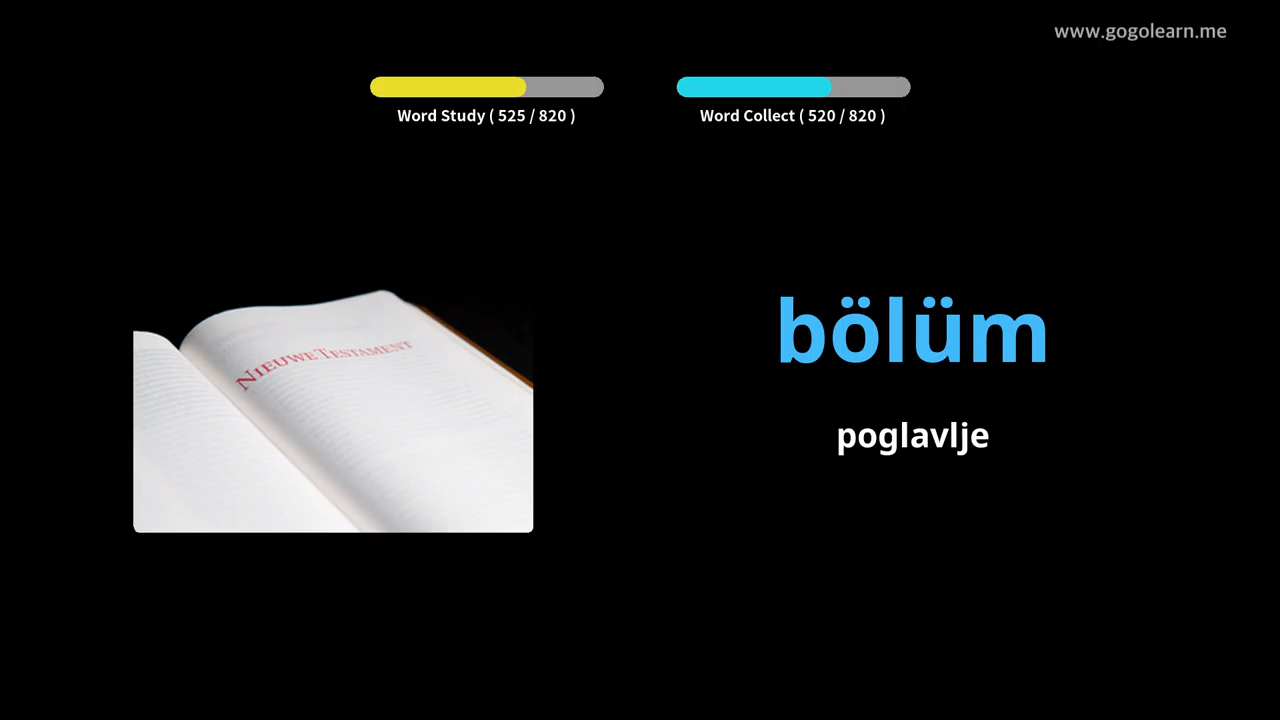 www.gogolearn.me
Word Study ( 525 / 820 )
Word Collect ( 520 / 820 )
NIEUWE TESTAMENT
bölüm
poglavlje